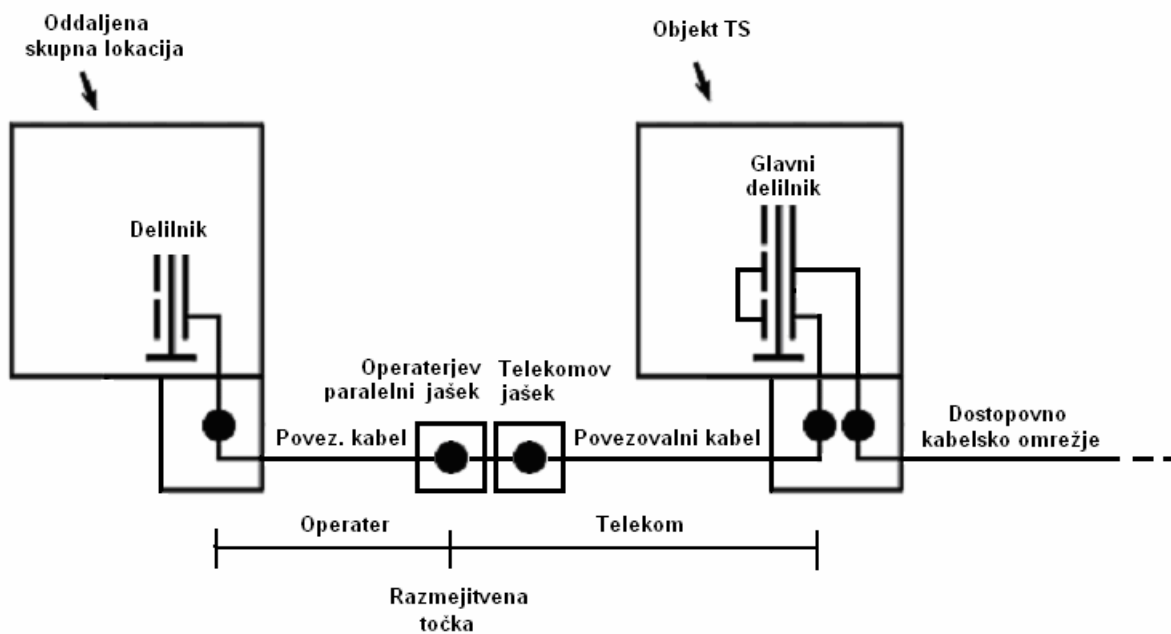 Oddaljena
skupna lokacija
Objekt TS
Glavni
delilnik
Delilnik
Operaterjev
paralelni jašek
Telekomov
jašek
Povez. kabel
Povezovalni kabel
Dostopovno
kabelsko omrežje
Operater
Telekom
Razmejitvena
točka